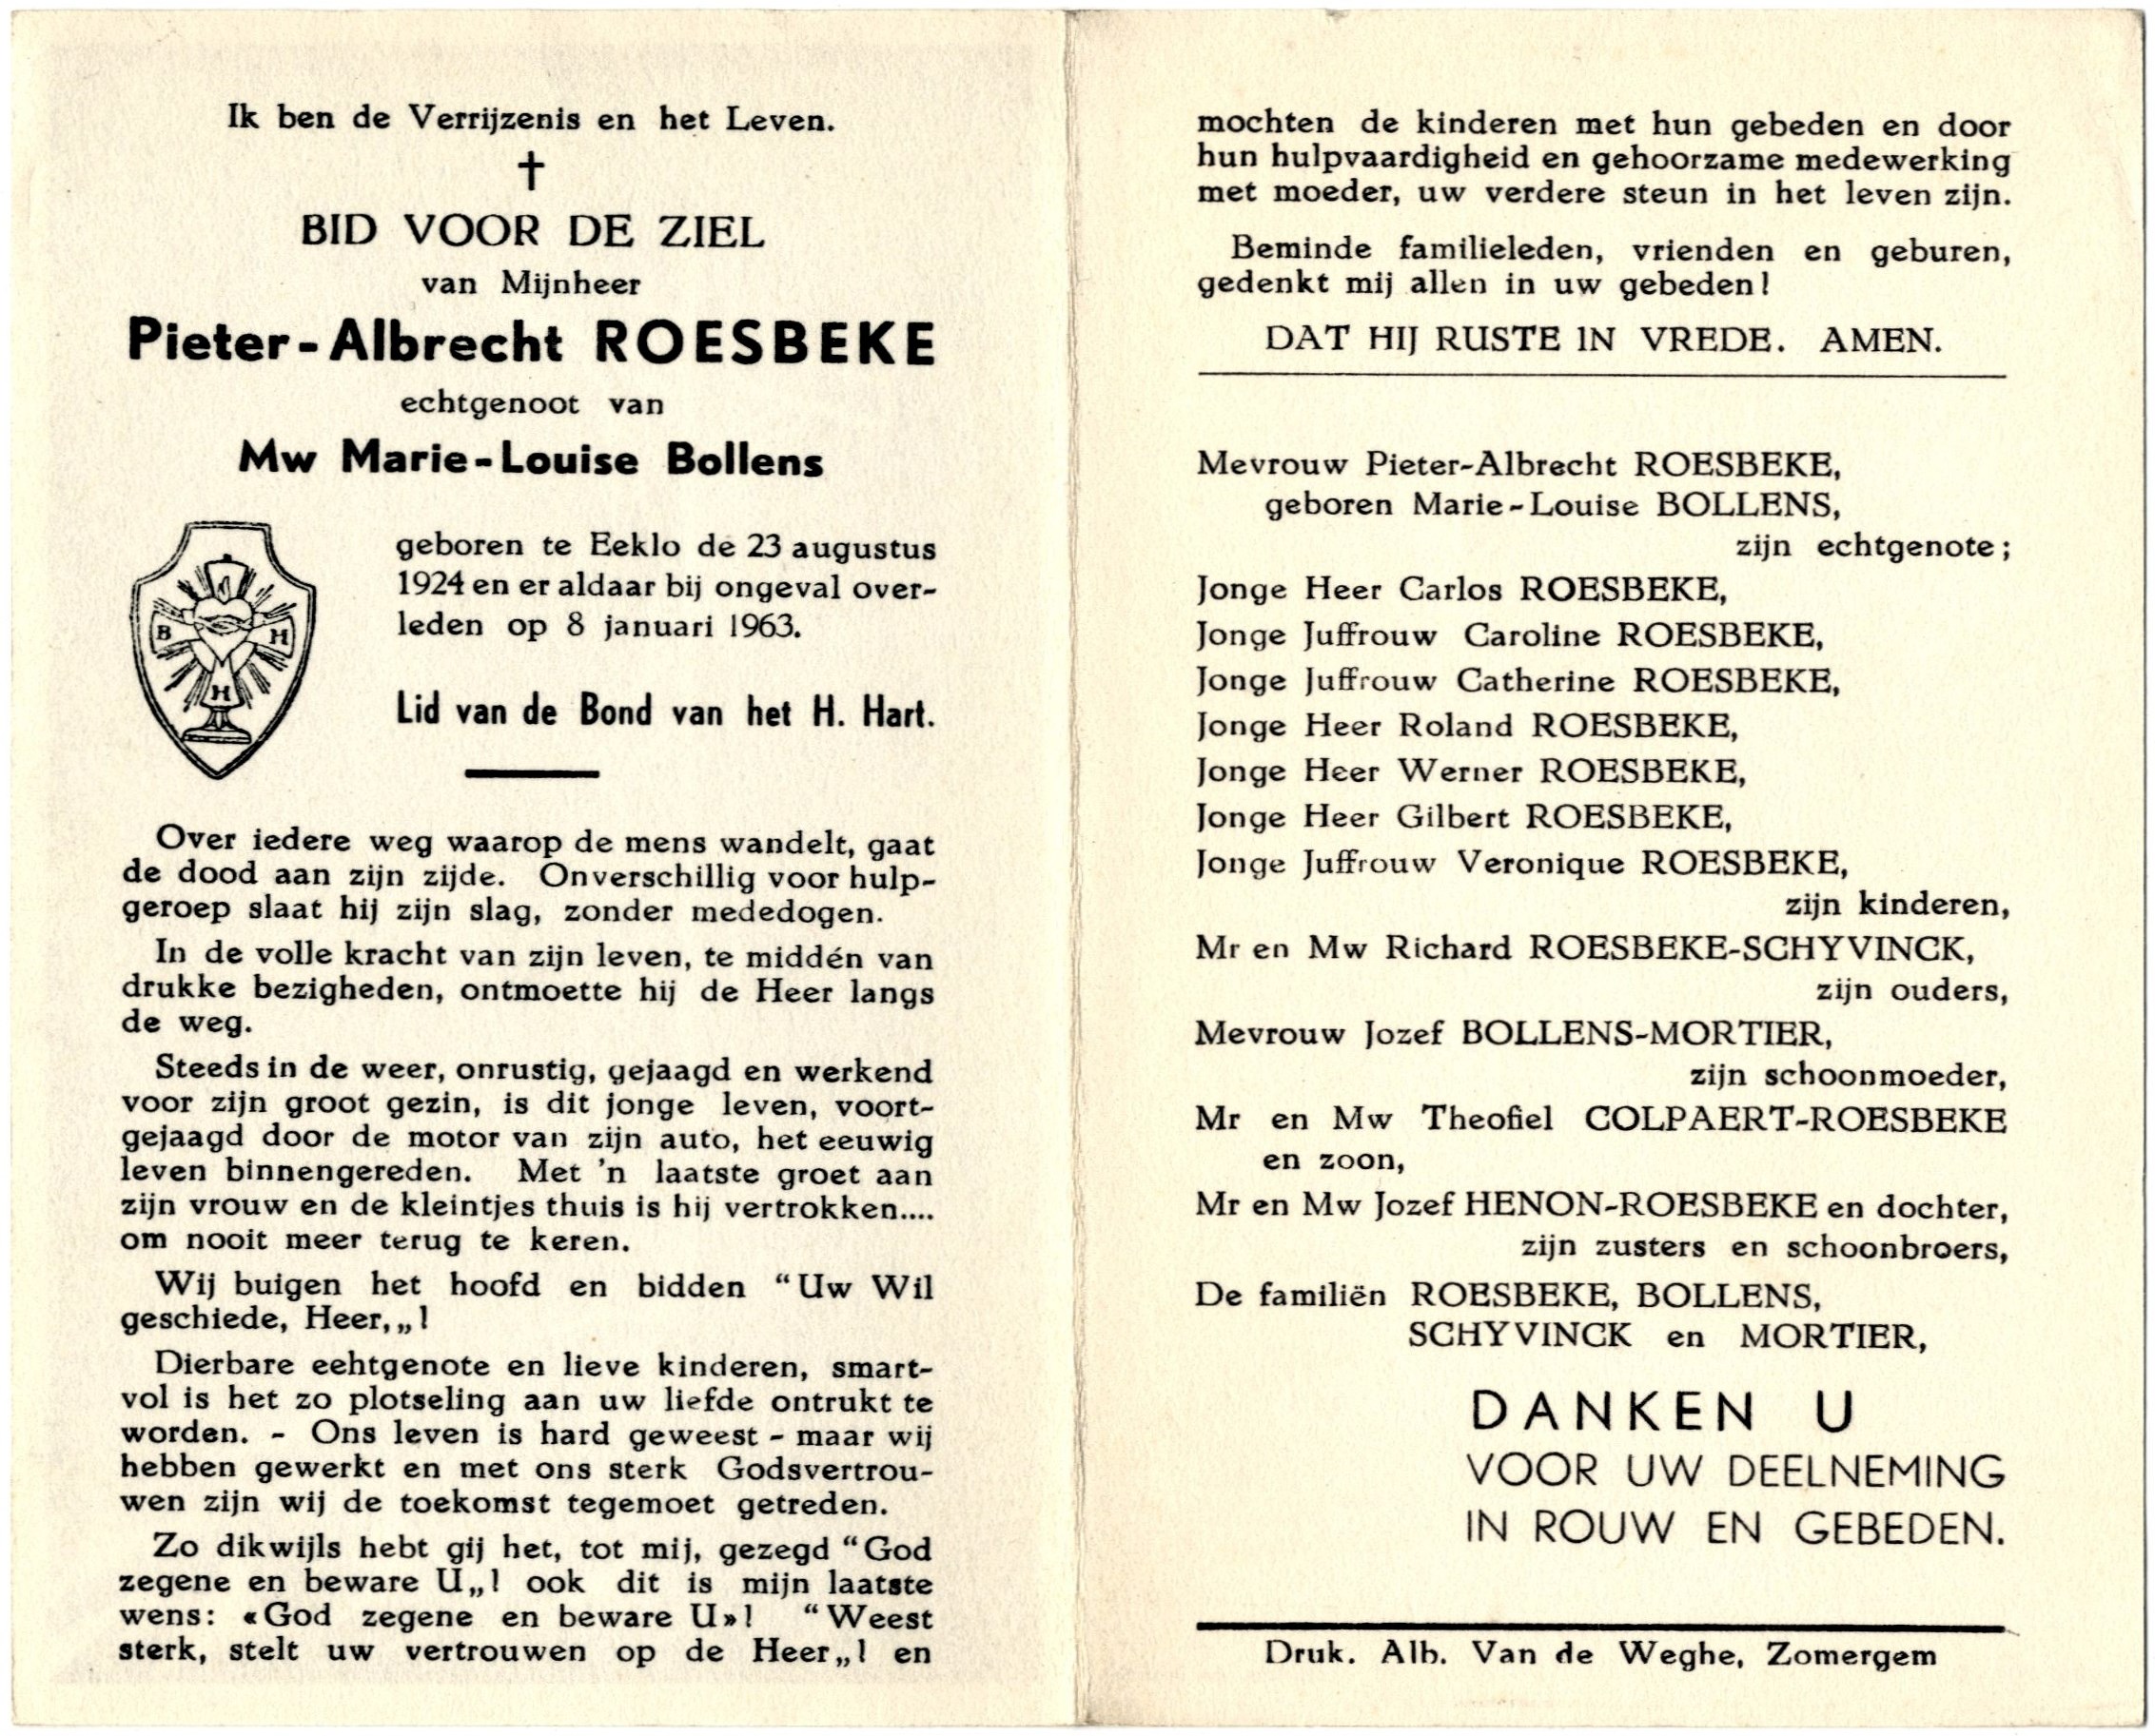 Ik ben de Verrijzenis en het Leven.
BID VOOR DE ZIEL
van Mijnheer
Pieter-Albrecht ROESBEKE
echtgenoot van
Mw Marie-Louise Bollens
B H
H
geboren te Eeklo de 23 augustus
1924 en er aldaar bij ongeval over-
leden op 8 januari 1963.
Lid van de Bond van het H. Hart.
Over iedere weg waarop de mens wandelt, gaat
de dood aan zijn zijde. Onverschillig voor hulp-
geroep slaat hij zijn slag, zonder mededogen.
In de volle kracht van zijn leven, te middén van
drukke bezigheden, ontmoette hij de Heer langs
de weg.
Steeds in de weer, onrustig, gejaagd en werkend
voor zijn groot gezin, is dit jonge leven, voort-
gejaagd door de motor van zijn auto, het eeuwig
leven binnengereden. Met 'n laatste groet aan
zijn vrouw en de kleintjes thuis is hij vertrokken....
om nooit meer terug te keren.
Wij buigen het hoofd en bidden “Uw Wil
geschiede, Heer,„!
Dierbare eehtgenote en lieve kinderen, smart-
vol is het zo plotseling aan uw liefde ontrukt te
worden. - Ons leven is hard geweest - maar wij
hebben gewerkt en met ons sterk Godsvertrou-
wen zijn wij de toekomst tegemoet getreden.
Zo dikwijls hebt gij het, tot mij, gezegd “God
zegene en beware U„! ook dit is mijn laatste
wens: «God zegene en beware U»! “Weest
sterk, stelt uw vertrouwen op de Heer„! en
mochten de kinderen met hun gebeden en door
hun hulpvaardigheid en gehoorzame medewerking
met moeder, uw verdere steun in het leven zijn.
Beminde familieleden, vrienden en geburen,
gedenkt mij allen in uw gebeden!
DAT HIJ RUSTE IN VREDE. AMEN.
Mevrouw Pieter-Albrecht ROESBEKE,
geboren Marie-Louise BOLLENS,
zijn echtgenote;
Jonge Heer Carlos ROESBEKE,
Jonge Juffrouw Caroline ROESBEKE,
Jonge Juffrouw Catherine ROESBEKE,
Jonge Heer Roland ROESBEKE,
Jonge Heer Werner ROESBEKE,
Jonge Heer Gilbert ROESBEKE,
Jonge Juffrouw Veronique ROESBEKE,
zijn kinderen,
Mr en Mw Richard ROESBEKE-SCHYVINCK,
zijn ouders,
Mevrouw Jozef BOLLENS-MORTIER,
zijn schoonmoeder,
Mr en Mw Theofiel COLPAERT-ROESBEKE
en zoon,
Mr en Mw Jozef HENON-ROESBEKE en dochter,
zijn zusters en schoonbroers,
De familiën ROESBEKE, BOLLENS,
SCHYVINCK en MORTIER,
DANKEN U
VOOR UW DEELNEMING
IN ROUW EN GEBEDEN.
Druk. Alb. Van de Weghe, Zomergem